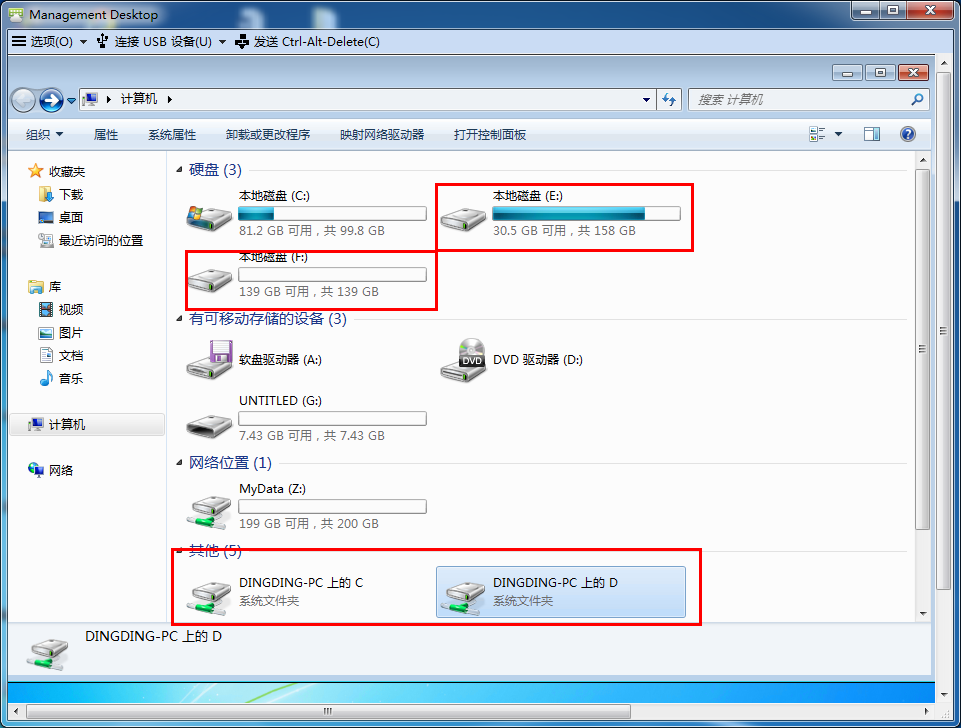 Management Desktop
选项(O) 连接 USB 设备(U) 发送 Ctrl-Alt-Delete(C)
计算机 搜索 计算机
组织 属性 系统属性 卸载或更改程序 映射网络驱动器 打开控制面板
收藏夹
下载
桌面
最近访问的位置
库
视频
图片
文档
音乐
计算机
网络
硬盘 (3)
本地磁盘 (C:)
81.2 GB 可用，共 99.8 GB
本地磁盘 (E:)
30.5 GB 可用，共 158 GB
本地磁盘 (F:)
139 GB 可用，共 139 GB
有可移动存储的设备 (3)
软盘驱动器 (A:)
DVD
DVD 驱动器 (D:)
UNTITLED (G:)
7.43 GB 可用，共 7.43 GB
网络位置 (1)
MyData (Z:)
199 GB 可用，共 200 GB
其他 (5)
DINGDING-PC 上的 C
系统文件夹
DINGDING-PC 上的 D
系统文件夹
DINGDING-PC 上的 D